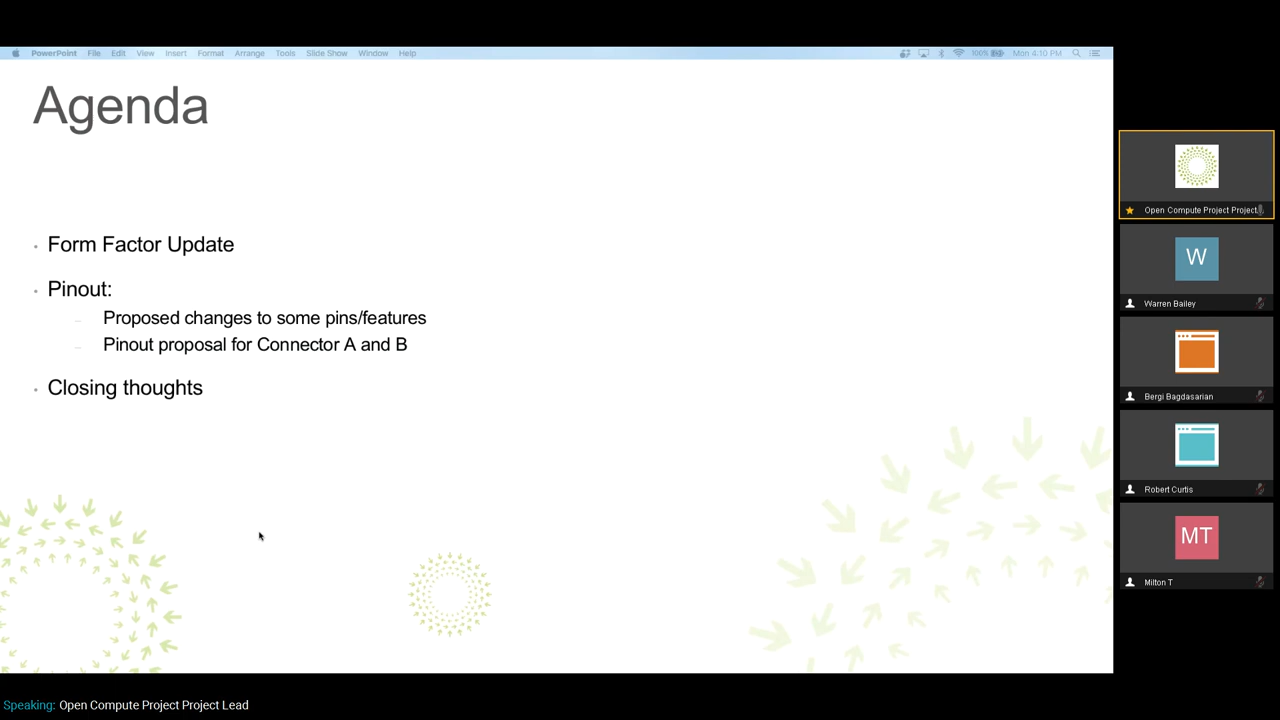 PowerPoint File Edit View Insert Format Arrange Tools Slide Show Window Help 100% Mon 4:10 PM
Agenda
Form Factor Update
Pinout:
Proposed changes to some pins/features
Pinout proposal for Connector A and B
Closing thoughts
Open Compute Project Project
W
Warren Bailey
Bergi Bagdasarian
Robert Curtis
MT
Milton T
Speaking: Open Compute Project Project Lead